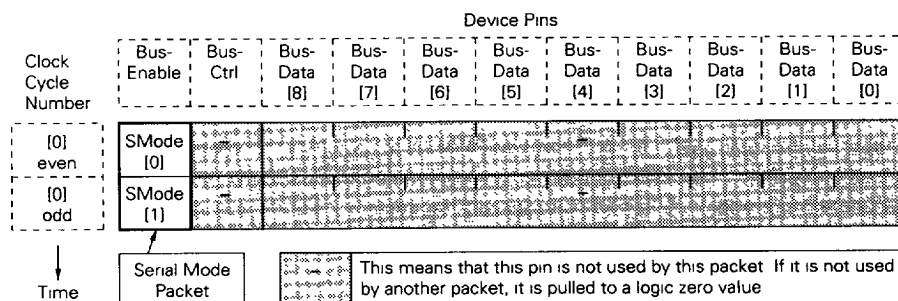 Device Pins
Clock Cycle Number
Bus-Enable
Bus-Ctrl
Bus-Data [8]
Bus-Data [7]
Bus-Data [6]
Bus-Data [5]
Bus-Data [4]
Bus-Data [3]
Bus-Data [2]
Bus-Data [1]
Bus-Data [0]
[0] even
SMode [0]
-
-
[0] odd
SMode [1]
-
-
Time
Serial Mode Packet
-
This means that this pin is not used by this packet If it is not used
by another packet, it is pulled to a logic zero value